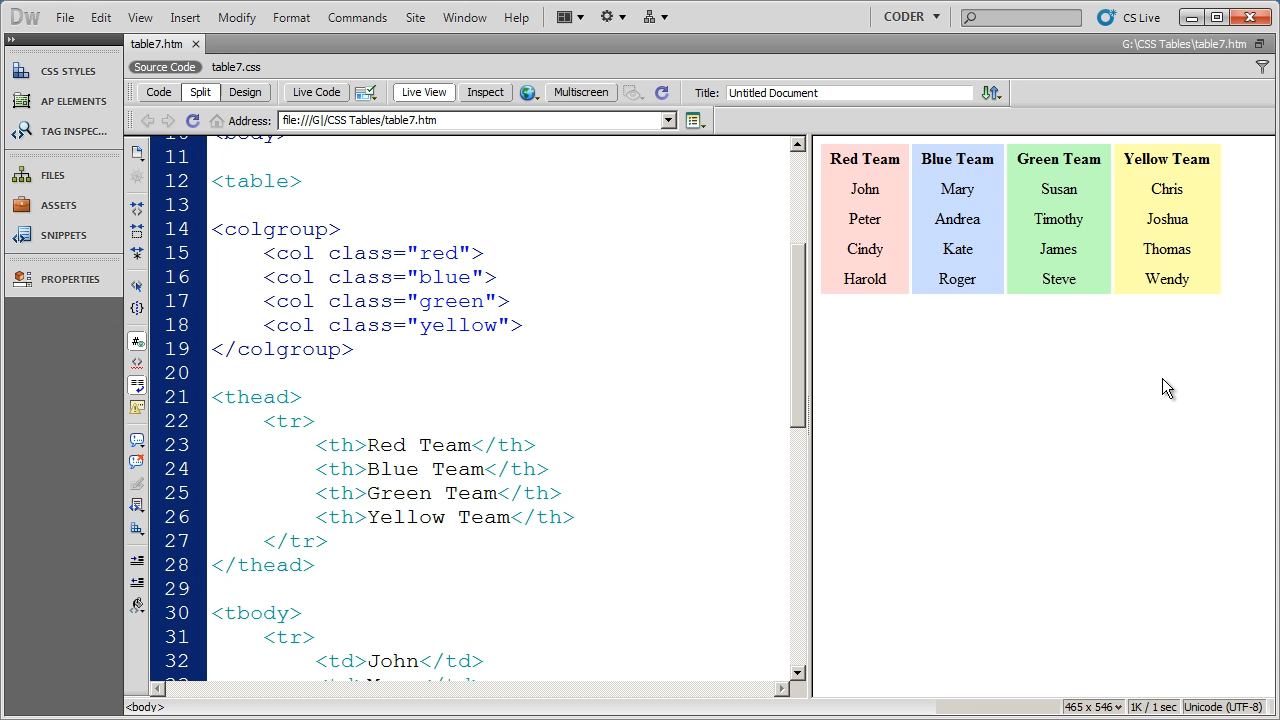 Dw File Edit View Insert Modify Format Commands Site Window Help CODER CS Live
table7.htm G:\CSS Tables\table7.htm
Source Code table7.css
Code Split Design Live Code Live View Inspect Multiscreen Title: Untitled Document
Address: file:///G|/CSS Tables/table7.htm
CSS STYLES
AP ELEMENTS
TAG INSPEC...
FILES
ASSETS
SNIPPETS
PROPERTIES
10 <body>
11
12 <table>
13
14 <colgroup>
15 <col class="red">
16 <col class="blue">
17 <col class="green">
18 <col class="yellow">
19 </colgroup>
20
21 <thead>
22 <tr>
23 <th>Red Team</th>
24 <th>Blue Team</th>
25 <th>Green Team</th>
26 <th>Yellow Team</th>
27 </tr>
28 </thead>
29
30 <tbody>
31 <tr>
32 <td>John</td>
Red Team Blue Team Green Team Yellow Team
John Mary Susan Chris
Peter Andrea Timothy Joshua
Cindy Kate James Thomas
Harold Roger Steve Wendy
<body> 465 x 546 1K / 1 sec Unicode (UTF-8)